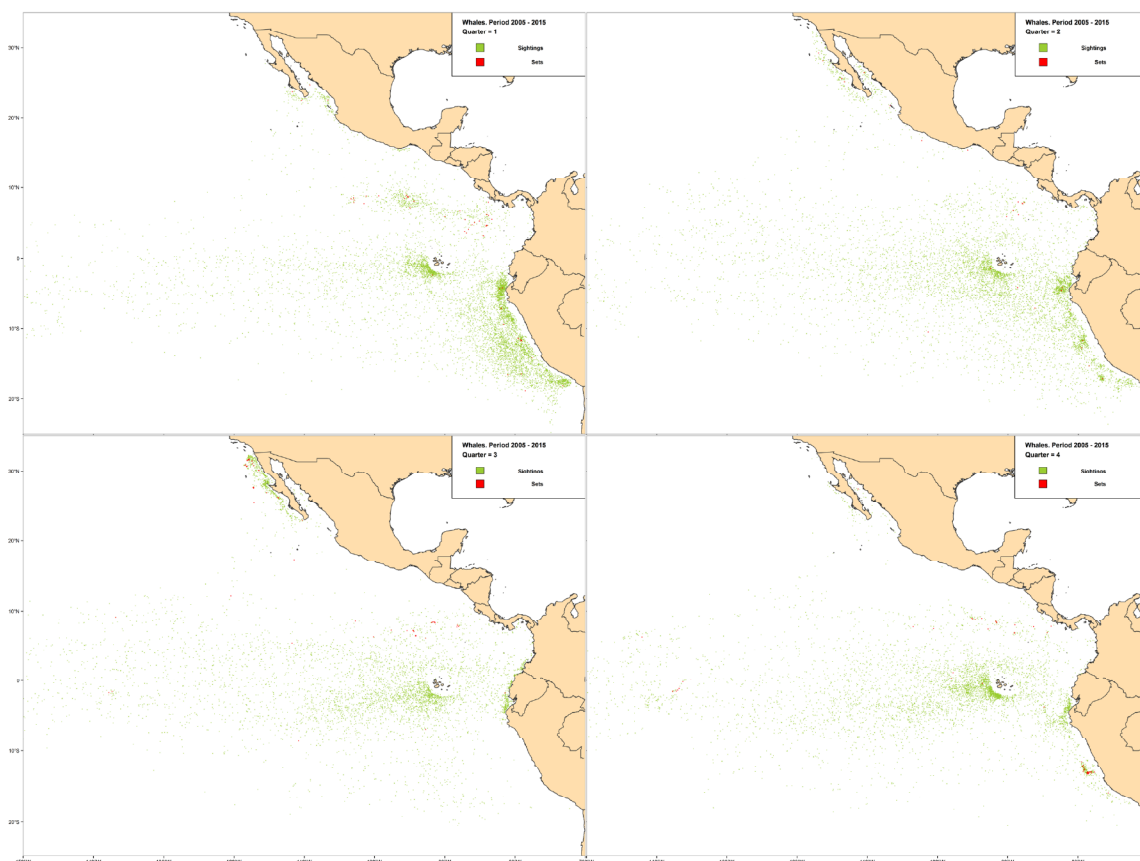 Whales. Period 2005 - 2015
Quarter = 1
Sightings
Sets
30°N
20°N
10°N
0
10°S
20°S
Whales. Period 2005 - 2015
Quarter = 2
Sightings
Sets
Whales. Period 2005 - 2015
Quarter = 3
Sightings
Sets
30°N
20°N
10°N
0
10°S
20°S
Whales. Period 2005 - 2015
Quarter = 4
Sightings
Sets